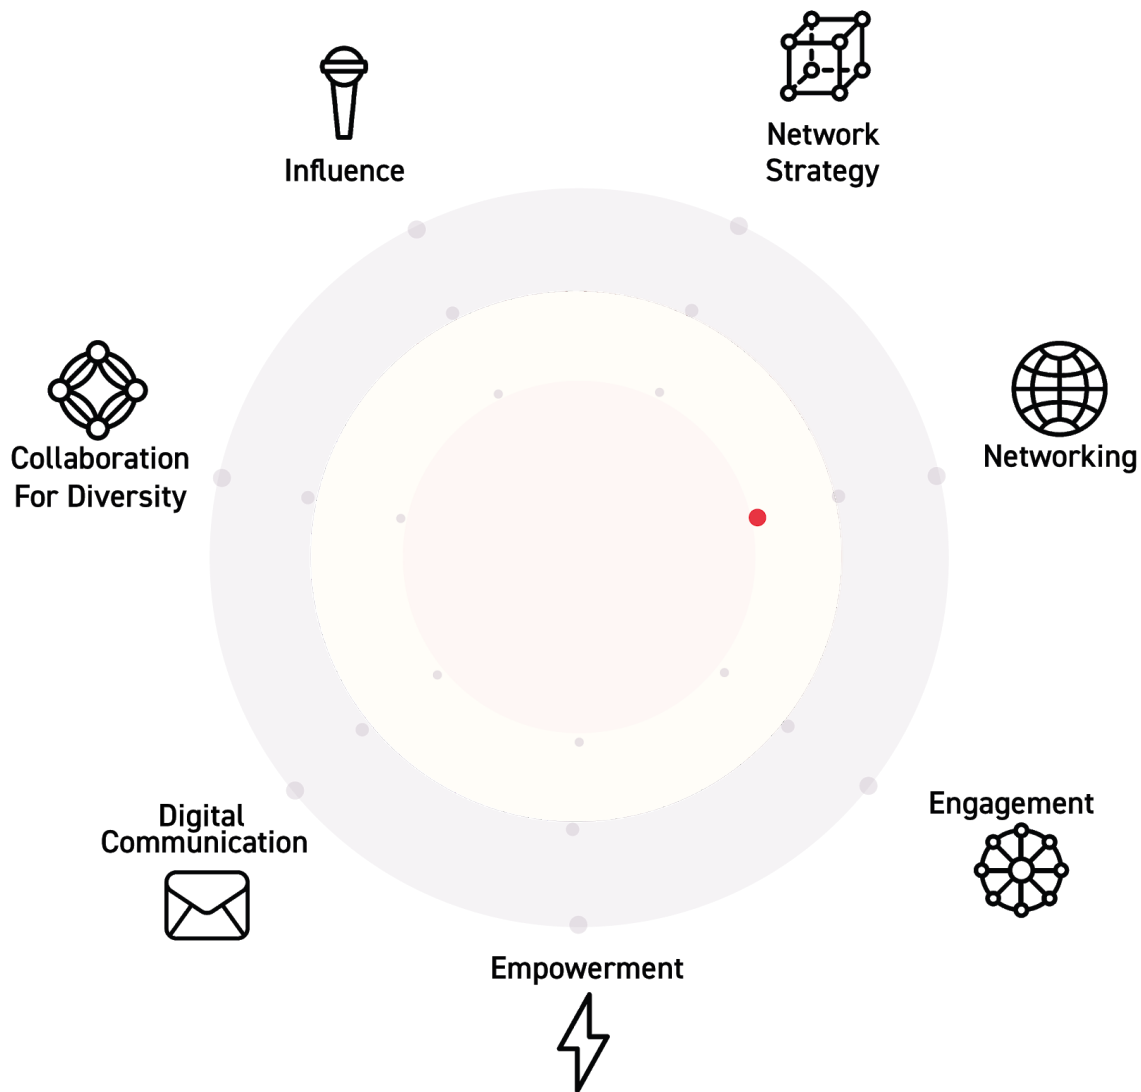 Influence
Network
Strategy
Collaboration
For Diversity
Networking
Digital
Communication
Engagement
Empowerment